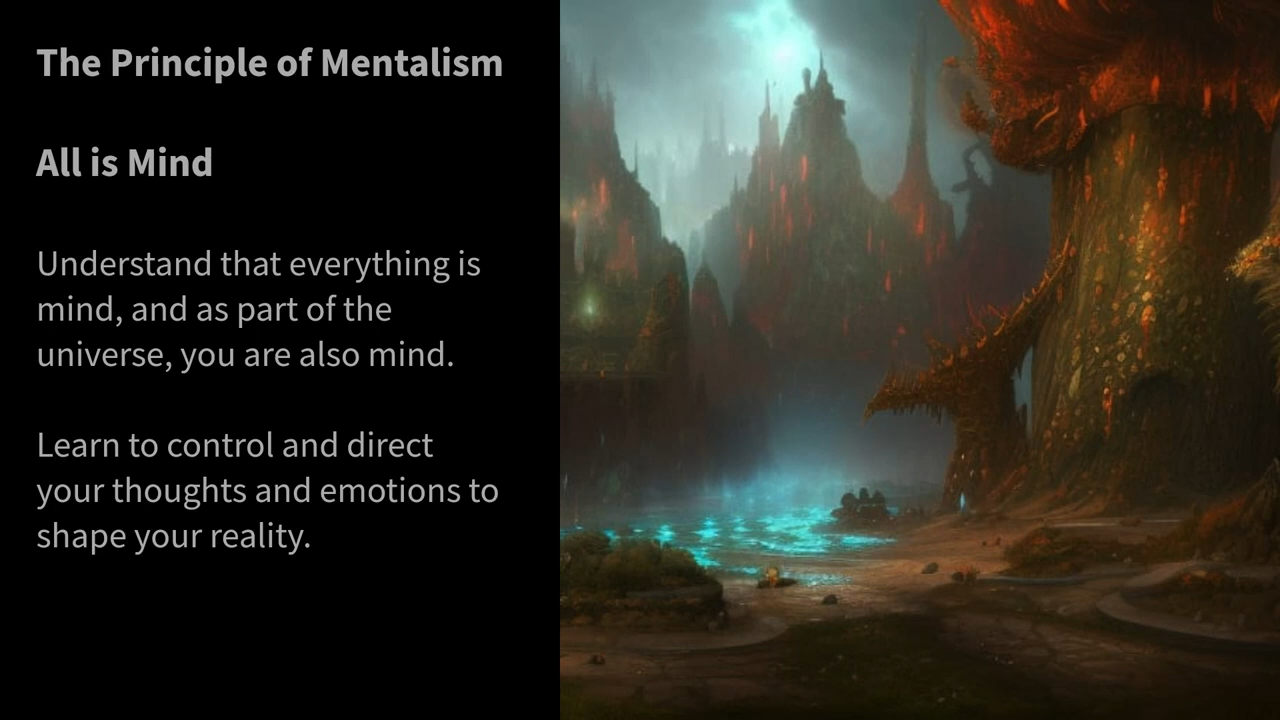 The Principle of Mentalism
All is Mind
Understand that everything is
mind, and as part of the
universe, you are also mind.
Learn to control and direct
your thoughts and emotions to
shape your reality.